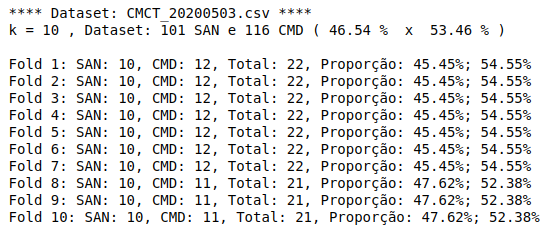 **** Dataset: CMCT_20200503.csv ****
k = 10 , Dataset: 101 SAN e 116 CMD ( 46.54 %  x  53.46 % )
Fold 1: SAN: 10, CMD: 12, Total: 22, Proporção: 45.45%; 54.55%
Fold 2: SAN: 10, CMD: 12, Total: 22, Proporção: 45.45%; 54.55%
Fold 3: SAN: 10, CMD: 12, Total: 22, Proporção: 45.45%; 54.55%
Fold 4: SAN: 10, CMD: 12, Total: 22, Proporção: 45.45%; 54.55%
Fold 5: SAN: 10, CMD: 12, Total: 22, Proporção: 45.45%; 54.55%
Fold 6: SAN: 10, CMD: 12, Total: 22, Proporção: 45.45%; 54.55%
Fold 7: SAN: 10, CMD: 12, Total: 22, Proporção: 45.45%; 54.55%
Fold 8: SAN: 10, CMD: 11, Total: 21, Proporção: 47.62%; 52.38%
Fold 9: SAN: 10, CMD: 11, Total: 21, Proporção: 47.62%; 52.38%
Fold 10: SAN: 10, CMD: 11, Total: 21, Proporção: 47.62%; 52.38%